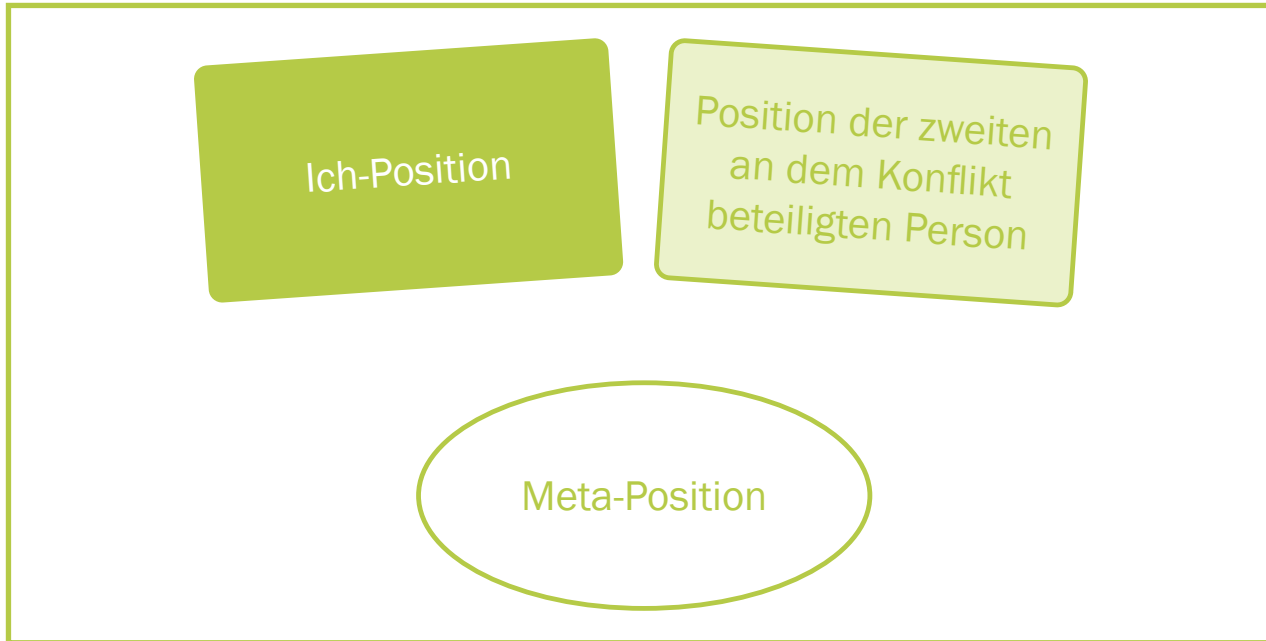 Ich-Position
Position der zweiten
an dem Konflikt
beteiligten Person
Meta-Position